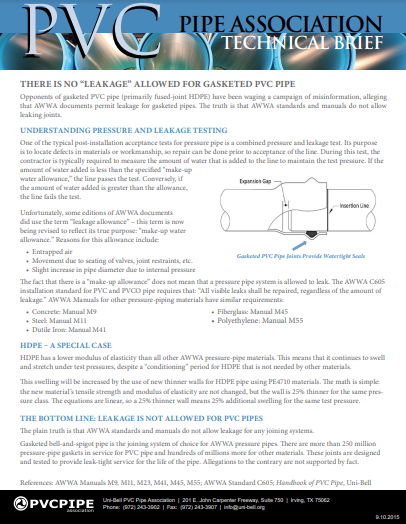 PVC PIPE ASSOCIATION
TECHNICAL BRIEF
THERE IS NO “LEAKAGE” ALLOWED FOR GASKETED PVC PIPE
Opponents of gasketed PVC pipe (primarily fused-joint HDPE) have been waging a campaign of misinformation, alleging
that AWWA documents permit leakage for gasketed pipes. The truth is that AWWA standards and manuals do not allow
leaking joints.
UNDERSTANDING PRESSURE AND LEAKAGE TESTING
One of the typical post-installation acceptance tests for pressure pipe is a combined pressure and leakage test. Its purpose
is to locate defects in materials or workmanship, so repair can be done prior to acceptance of the line. During this test, the
contractor is typically required to measure the amount of water that is added to the line to maintain the test pressure. If the
amount of water added is less than the specified “make-up
water allowance,” the line passes the test. Conversely, if
the amount of water added is greater than the allowance,
the line fails the test.
Expansion Gap
Insertion Line
Gasketed PVC Pipe Joints Provide Watertight Seals
Unfortunately, some editions of AWWA documents
did use the term “leakage allowance” – this term is now
being revised to reflect its true purpose: “make-up water
allowance.” Reasons for this allowance include:
• Entrapped air
• Movement due to seating of valves, joint restraints, etc.
• Slight increase in pipe diameter due to internal pressure
The fact that there is a “make-up allowance” does not mean that a pressure pipe system is allowed to leak. The AWWA C605
installation standard for PVC and PVCO pipe requires that: “All visible leaks shall be repaired, regardless of the amount of
leakage.” AWWA Manuals for other pressure-piping materials have similar requirements:
• Concrete: Manual M9
• Steel: Manual M11
• Dutile Iron: Manual M41
• Fiberglass: Manual M45
• Polyethylene: Manual M55
HDPE – A SPECIAL CASE
HDPE has a lower modulus of elasticity than all other AWWA pressure-pipe materials. This means that it continues to swell
and stretch under test pressures, despite a “conditioning” period for HDPE that is not needed by other materials.
This swelling will be increased by the use of new thinner walls for HDPE pipe using PE4710 materials. The math is simple:
the new material’s tensile strength and modulus of elasticity are not changed, but the wall is 25% thinner for the same pres-
sure class. The equations are linear, so a 25% thinner wall means 25% additional swelling for the same test pressure.
THE BOTTOM LINE: LEAKAGE IS NOT ALLOWED FOR PVC PIPES
The plain truth is that AWWA standards and manuals do not allow leakage for any joining systems.
Gasketed bell-and-spigot pipe is the joining system of choice for AWWA pressure pipes. There are more than 250 million
pressure-pipe gaskets in service for PVC pipe and hundreds of millions more for other materials. These joints are designed
and tested to provide leak-tight service for the life of the pipe. Allegations to the contrary are not supported by fact.
References: AWWA Manuals M9, M11, M23, M41, M45, M55; AWWA Standard C605; Handbook of PVC Pipe, Uni-Bell
PVCPIPE
association
Uni-Bell PVC Pipe Association | 201 E. John Carpenter Freeway, Suite 750 | Irving, TX 75062
Phone: (972) 243-3902 | Fax: (972) 243-3907 | info@uni-bell.org
9.10.2015